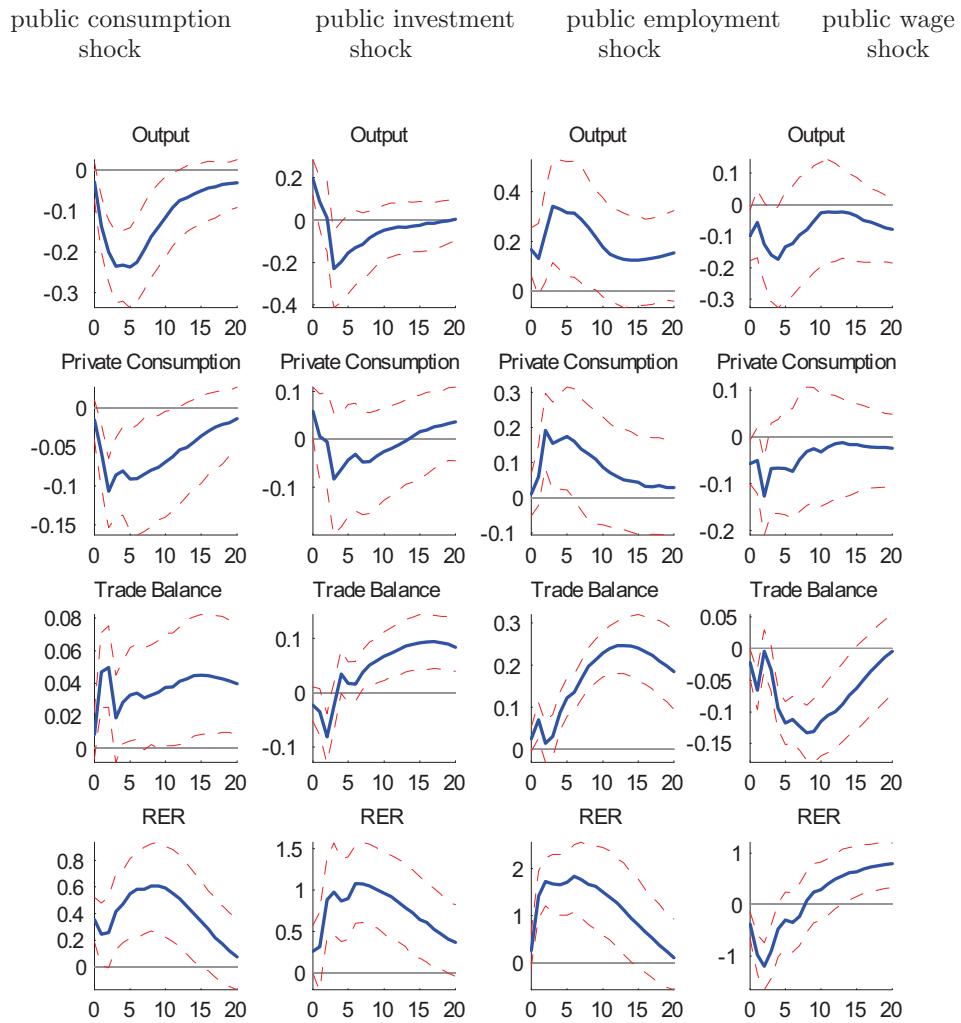 public consumption public investment public employment public wage
shock shock shock shock
Output Output Output Output
0 -0.1 -0.2 -0.3
0 5 10 15 20
0.2 0 -0.2 -0.4
0 5 10 15 20
0.4 0.2 0
0 5 10 15 20
0.1 0 -0.1 -0.2 -0.3
0 5 10 15 20
Private Consumption Private Consumption Private Consumption Private Consumption
0 -0.05 -0.1 -0.15
0 5 10 15 20
0.1 0 0.1
0 5 10 15 20
0.3 0.2 0.1 0 -0.1
0 5 10 15 20
0.1 0 -0.1 -0.2
0 5 10 15 20
Trade Balance Trade Balance Trade Balance Trade Balance
0.08 0.06 0.04 0.02 0
0 5 10 15 20
0.1 0 -0.1
0 5 10 15 20
0.3 0.2 0.1 0
0 5 10 15 20
0.05 0 -0.05 -0.1 -0.15
0 5 10 15 20
RER RER RER RER
0.8 0.6 0.4 0.2 0
0 5 10 15 20
1.5 1 0.5 0
0 5 10 15 20
2 1 0
0 5 10 15 20
1 0 -1
0 5 10 15 20